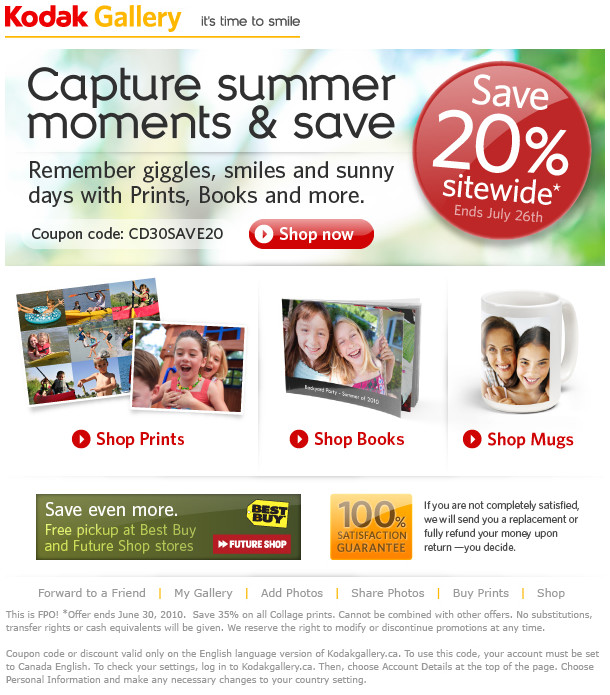 Kodak Gallery it's time to smile
Capture summer
moments & save
Remember giggles, smiles and sunny
days with Prints, Books and more.
Coupon code: CD30SAVE20
Shop now
Save
20%
sitewide*
Ends July 26th
Backyard Party - Summer of 2010
Shop Prints
Shop Books
Shop Mugs
Save even more.
Free pickup at Best Buy
and Future Shop stores
BEST
BUY
FUTURE SHOP
100%
SATISFACTION
GUARANTEE
If you are not completely satisfied,
we will send you a replacement or
fully refund your money upon
return —you decide.
Forward to a Friend | My Gallery | Add Photos | Share Photos | Buy Prints | Shop
This is FPO! *Offer ends June 30, 2010. Save 35% on all Collage prints. Cannot be combined with other offers. No substitutions,
transfer rights or cash equivalents will be given. We reserve the right to modify or discontinue promotions at any time.
Coupon code or discount valid only on the English language version of Kodakgallery.ca. To use this code, your account must be set
to Canada English. To check your settings, log in to Kodakgallery.ca. Then, choose Account Details at the top of the page. Choose
Personal Information and make any necessary changes to your country setting.